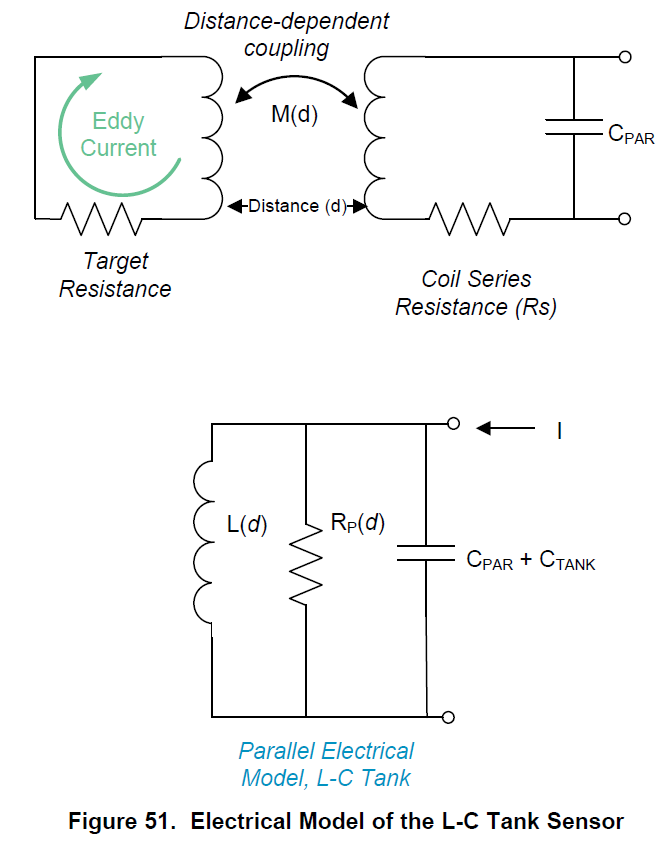 Distance-dependent
coupling
Eddy
Current
M(d)
CPAR
Distance (d)
Target
Resistance
Coil Series
Resistance (Rs)
I
L(d)
RP(d)
CPAR + CTANK
Parallel Electrical
Model, L-C Tank
Figure 51. Electrical Model of the L-C Tank Sensor